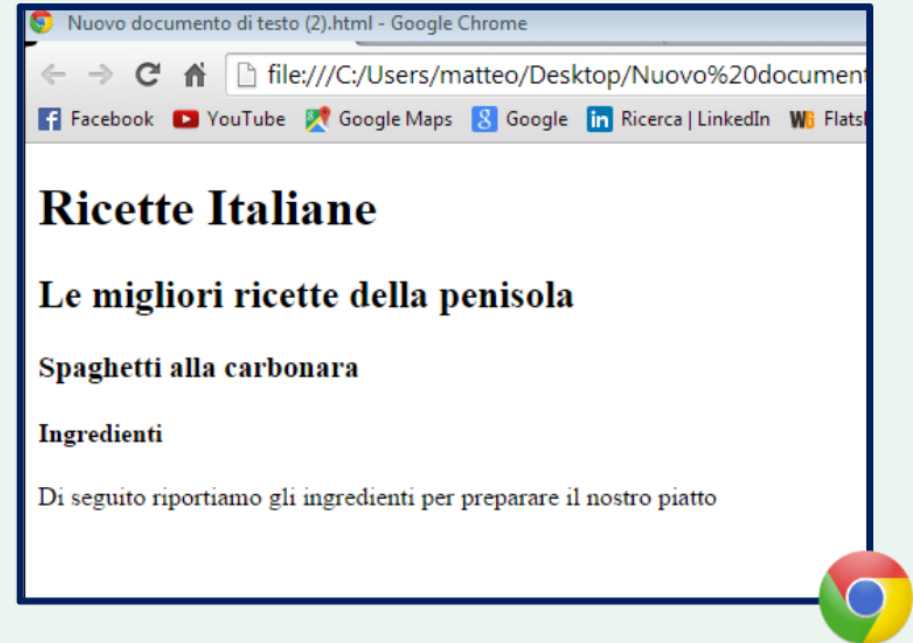 Nuovo documento di testo (2).html - Google Chrome
file:///C:/Users/matteo/Desktop/Nuovo%20document
Facebook YouTube Google Maps Google Ricerca | LinkedIn Flatsl
Ricette Italiane
Le migliori ricette della penisola
Spaghetti alla carbonara
Ingredienti
Di seguito riportiamo gli ingredienti per preparare il nostro piatto